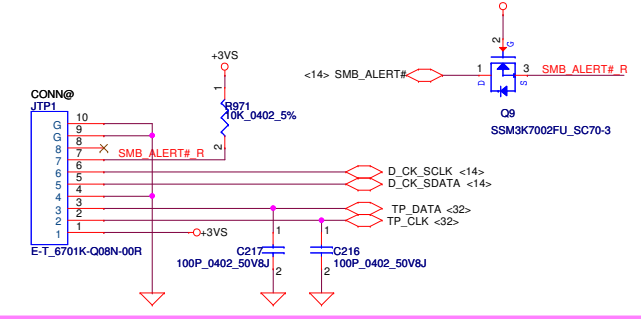 +3VS
2
G
<14> SMB_ALERT#
1
3
SMB_ALERT#_R
D
S
Q9
SSM3K7002FU_SC70-3
CONN@
JTP1
1
R971
10K_0402_5%
2
G 10
G 9
8 8
7 7
SMB_ALERT#_R
6 6
D_CK_SCLK <14>
5 5
D_CK_SDATA <14>
4 4
3 3
TP_DATA <32>
2 2
TP_CLK <32>
1 1
+3VS
1
1
E-T_6701K-Q08N-00R
C217
C216
100P_0402_50V8J
100P_0402_50V8J
2
2